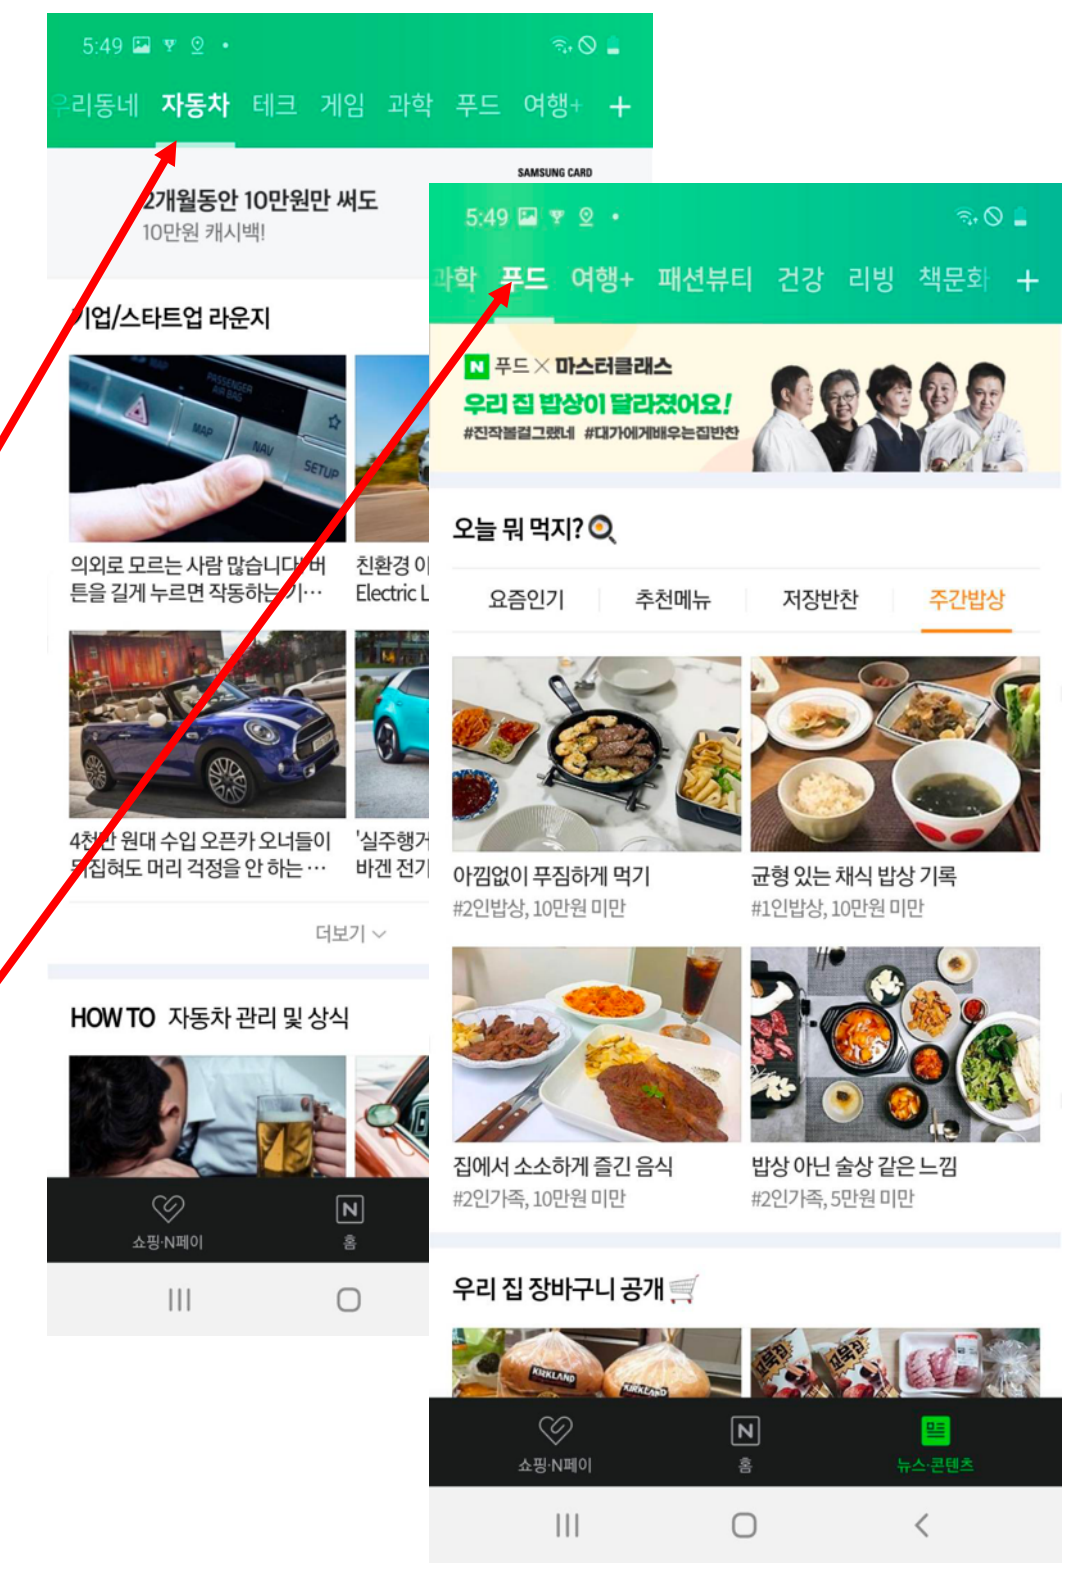 5:49
우리동네 자동차 테크 게임 과학 푸드 여행+ +
SAMSUNG CARD
2개월동안 10만원만 써도
10만원 캐시백!
기업/스타트업 라운지
MAP
PASSENGER
AIR BAG
MAP
NAV
SETUP
의외로 모르는 사람 많습니다! 버
튼을 길게 누르면 작동하는 기···
친환경 이
Electric L
4천만 원대 수입 오픈카 오너들이
뒤집혀도 머리 걱정을 안 하는 ···
'실주행거
바겐 전기
더보기
HOW TO 자동차 관리 및 상식
쇼핑·N페이
N
홈
5:49
과학 푸드 여행+ 패션뷰티 건강 리빙 책문화 +
N 푸드×마스터클래스
우리 집 밥상이 달라졌어요!
#진작볼걸그랬네 #대가에게배우는집반찬
오늘 뭐 먹지?
요즘인기 추천메뉴 저장반찬 주간밥상
아낌없이 푸짐하게 먹기
#2인밥상, 10만원 미만
균형 있는 채식 밥상 기록
#1인밥상, 10만원 미만
집에서 소소하게 즐긴 음식
#2인가족, 10만원 미만
밥상 아닌 술상 같은 느낌
#2인가족, 5만원 미만
우리 집 장바구니 공개
KIRKLAND
KIRKLAND
꼬북칩
꼬북칩
쇼핑·N페이
N
홈
뉴스·콘텐츠